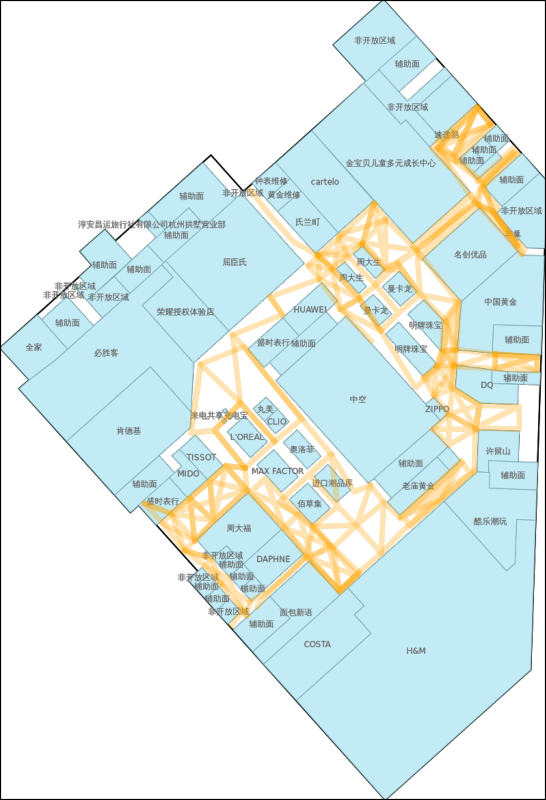 非开放区域
辅助面
非开放区域
速递易
辅助面
辅助面
辅助面
金宝贝儿童多元成长中心
辅助面
cartelo
钟表维修
非开放区域
黄金维修
辅助面
非开放区域
氏兰町
淳安昌运旅行社有限公司杭州拱墅营业部
辅助面
名创优品
屈臣氏
周大生
辅助面
辅助面
周大生
非开放区域
曼卡龙
非开放区域
非开放区域
中国黄金
HUAWEI
曼卡龙
荣耀授权体验店
辅助面
明牌珠宝
辅助面
盛时表行
辅助面
全家
明牌珠宝
必胜客
辅助面
DQ
中空
丸美
ZIPPO
来电共享充电宝
CLIO
肯德基
L'OREAL
奥洛菲
许留山
TISSOT
辅助面
MAX FACTOR
MIDO
辅助面
辅助面
进口潮品库
老庙黄金
盛时表行
佰草集
酷乐潮玩
周大福
非开放区域
辅助面
DAPHNE
非开放区域
辅助面
辅助面
辅助面
辅助面
非开放区域
面包新语
辅助面
COSTA
H&M